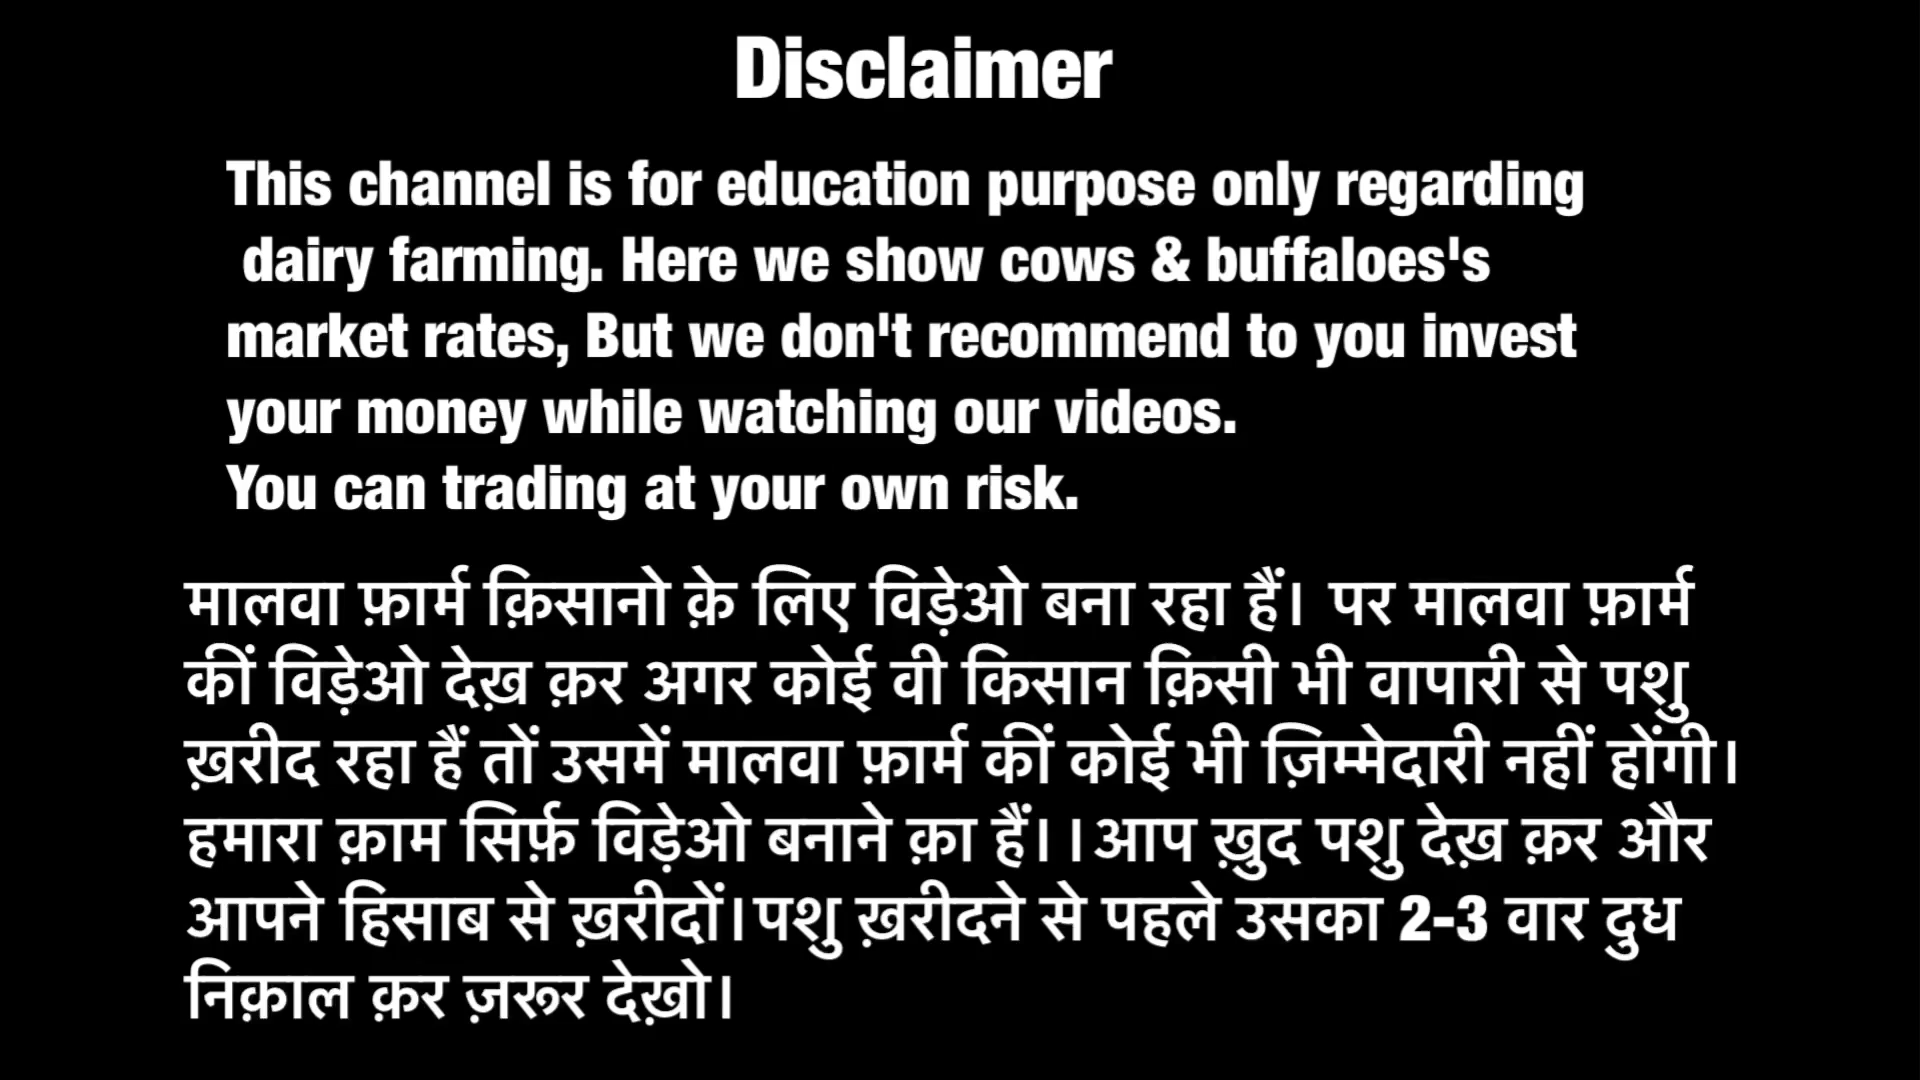 Disclaimer
This channel is for education purpose only regarding
dairy farming. Here we show cows & buffaloes's
market rates, But we don't recommend to you invest
your money while watching our videos.
You can trading at your own risk.
मालवा फ़ार्म क़िसानो क़े लिए विड़ेओ बना रहा हैं। पर मालवा फ़ार्म
कीं विड़ेओ देख़ क़र अगर कोई वी किसान क़िसी भी वापारी से पशु
ख़रीद रहा हैं तों उसमें मालवा फ़ार्म कीं कोई भी ज़िम्मेदारी नहीं होंगी।
हमारा क़ाम सिर्फ़ विड़ेओ बनाने क़ा हैं।।आप ख़ुद पशु देख़ क़र और
आपने हिसाब से ख़रीदों।पशु ख़रीदने से पहले उसका 2-3 वार दुध
निक़ाल क़र ज़रूर देख़ो।